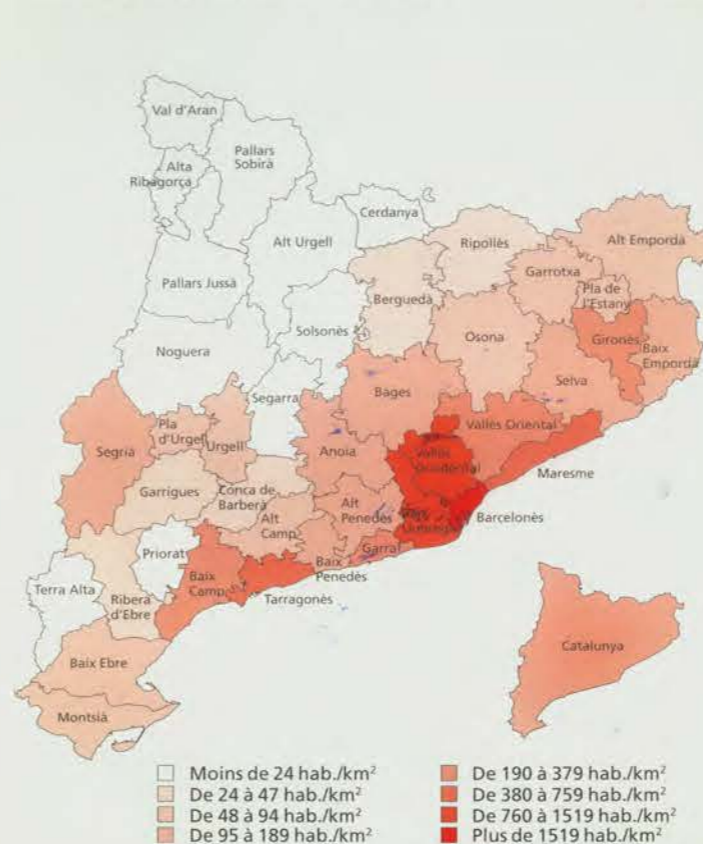 Val d'Aran
Pallars
Sobirà
Alta
Ribagorça
Cerdanya
Alt Urgell
Ripollès
Alt Empordà
Garrotxa
Pallars Jussà
Berguedà
Pla de
l'Estany
Solsonès
Osona
Gironès
Baix
Empordà
Noguera
Selva
Bages
Segarra
Pla
d'Urgel
Urgell
Segrià
Anoia
Vallès Oriental
Vallès
Occidental
Maresme
Garrigues
Conca de
Barberà
Alt
Camp
Alt
Penedès
Barcelonès
Priorat
Baix
Camp
Baix
Penedès
Garraf
Tarragonès
Terra Alta
Ribera
d'Ebre
Baix Ebre
Montsià
Catalunya
Moins de 24 hab./km²
De 24 à 47 hab./km²
De 48 à 94 hab./km²
De 95 à 189 hab./km²
De 190 à 379 hab./km²
De 380 à 759 hab./km²
De 760 à 1519 hab./km²
Plus de 1519 hab./km²